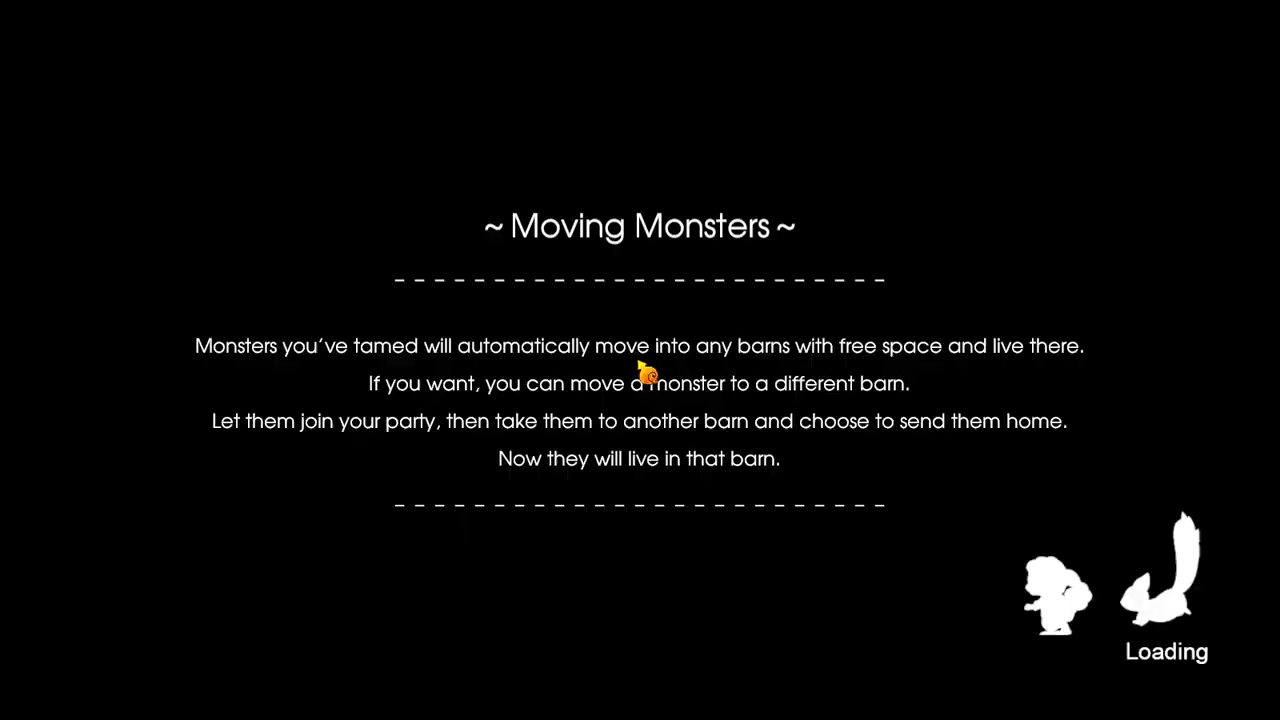 ~ Moving Monsters ~
Monsters you've tamed will automatically move into any barns with free space and live there.
If you want, you can move a monster to a different barn.
Let them join your party, then take them to another barn and choose to send them home.
Now they will live in that barn.
Loading